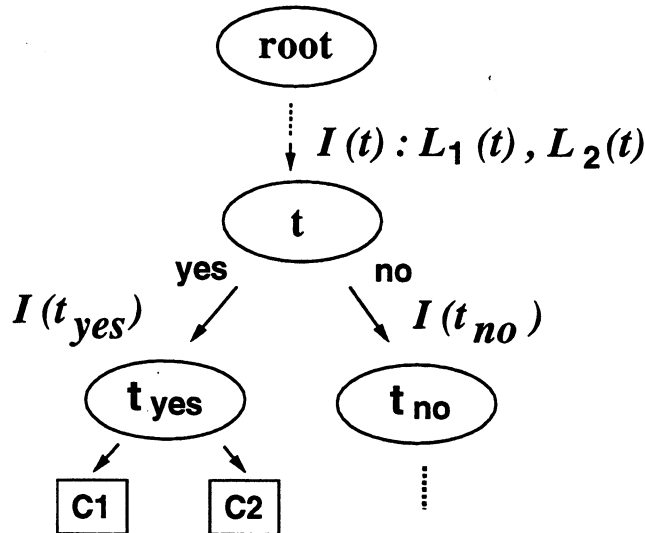 root
I (t) : L1 (t) , L2(t)
t
yes no
I (tyes) I (tno)
tyes tno
C1 C2